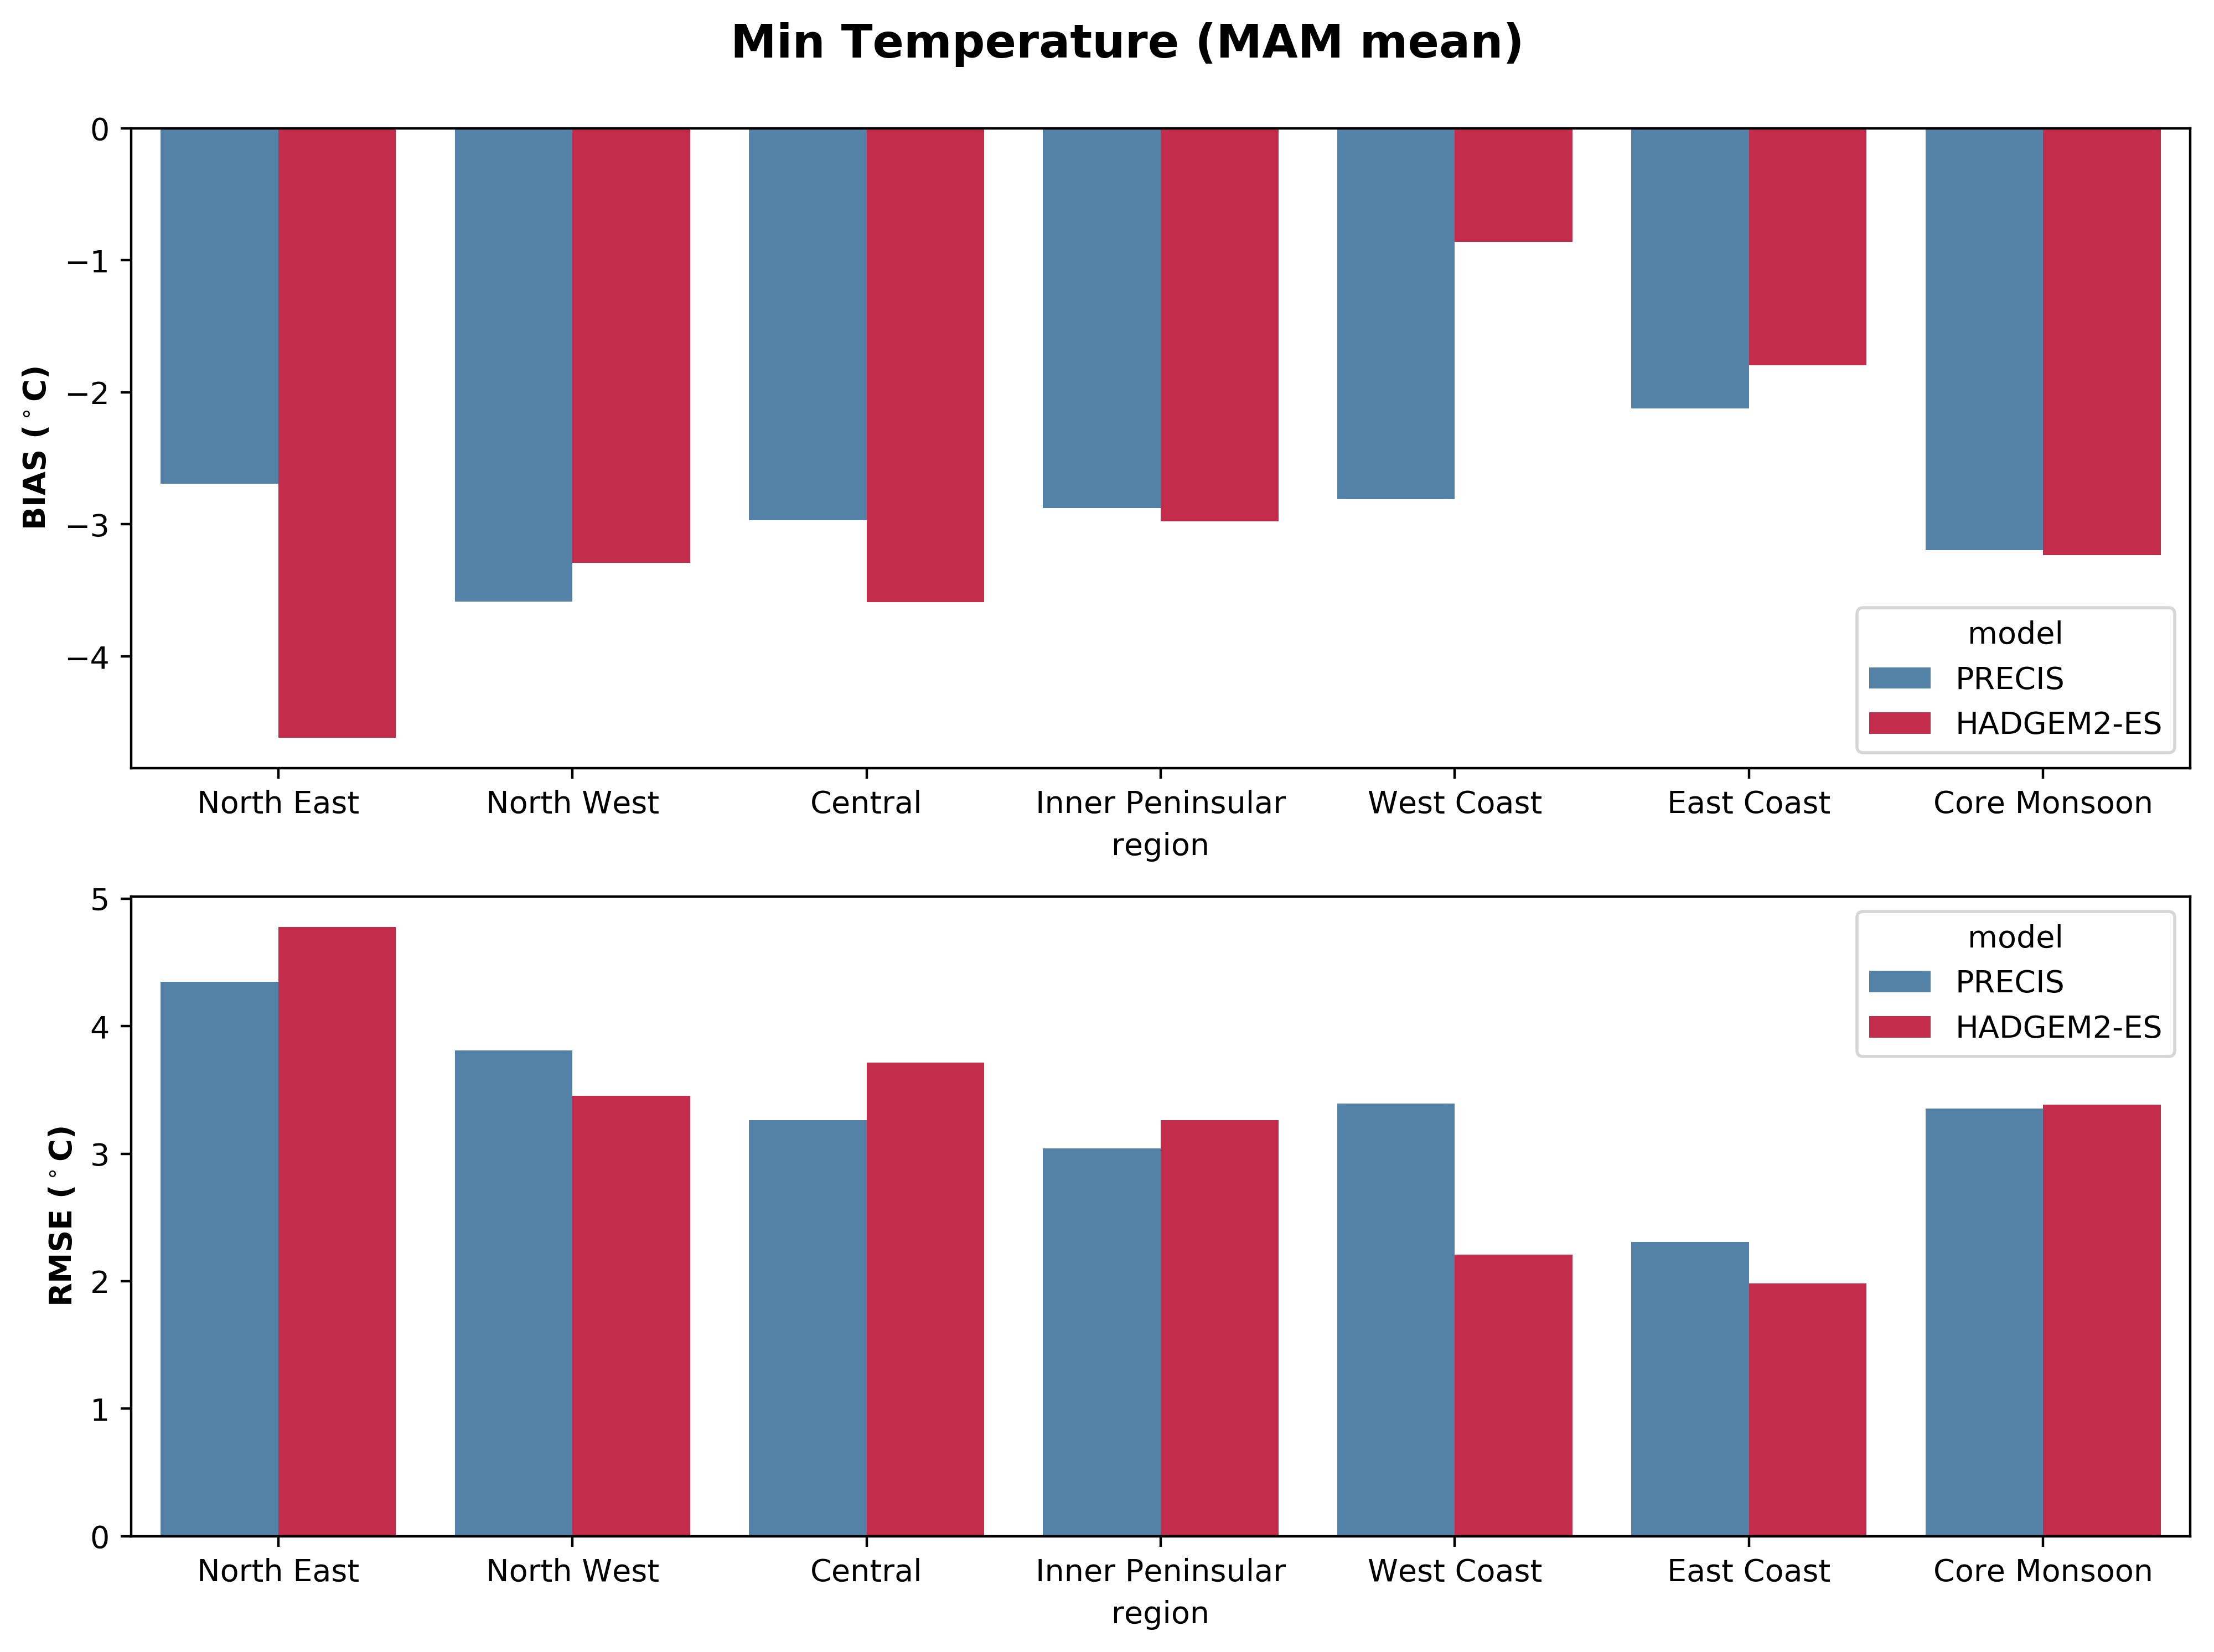 Min Temperature (MAM mean)
0
−1
−2
−3
−4
BIAS (°C)
model
PRECIS
HADGEM2-ES
North East North West Central Inner Peninsular West Coast East Coast Core Monsoon
region
5
4
3
2
1
0
RMSE (°C)
model
PRECIS
HADGEM2-ES
North East North West Central Inner Peninsular West Coast East Coast Core Monsoon
region